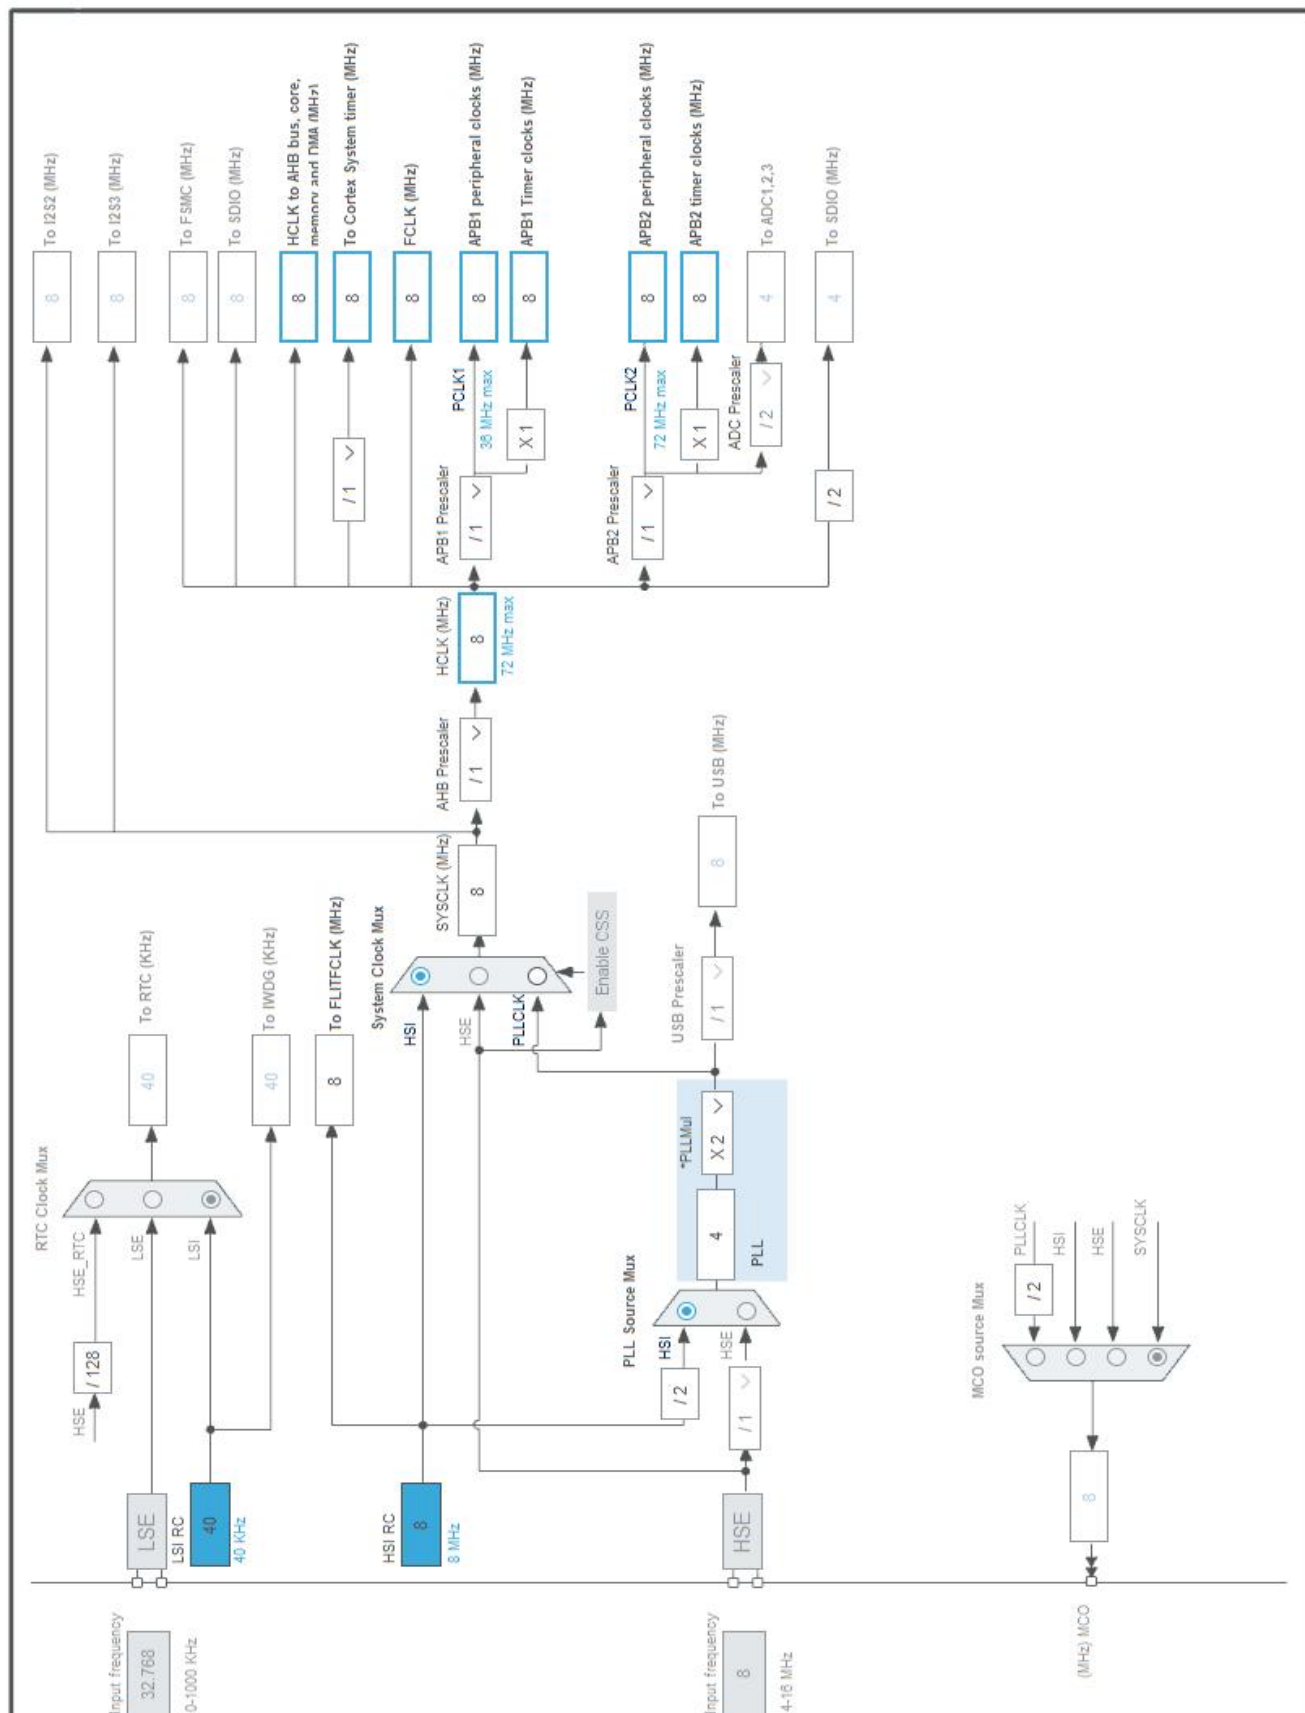 Input frequency
32.768
0-1000 KHz
LSE
LSI RC
40
40 KHz
HSE
/ 128
HSE_RTC
LSE
LSI
RTC Clock Mux
40
To RTC (KHz)
40
To IWDG (KHz)
8
To FLITFCLK (MHz)
HSI RC
8
8 MHz
Input frequency
8
4-16 MHz
HSE
/ 2
/ 1
HSI
HSE
PLL Source Mux
4
PLL
*PLLMul
X 2
USB Prescaler
/ 1
8
To USB (MHz)
System Clock Mux
HSI
HSE
PLLCLK
Enable CSS
SYSCLK (MHz)
8
AHB Prescaler
/ 1
HCLK (MHz)
8
72 MHz max
8
To I2S2 (MHz)
8
To I2S3 (MHz)
8
To FSMC (MHz)
8
To SDIO (MHz)
8
HCLK to AHB bus, core,
memory and DMA (MHz)
/ 1
8
To Cortex System timer (MHz)
8
FCLK (MHz)
APB1 Prescaler
/ 1
PCLK1
36 MHz max
8
APB1 peripheral clocks (MHz)
X 1
8
APB1 Timer clocks (MHz)
APB2 Prescaler
/ 1
PCLK2
72 MHz max
8
APB2 peripheral clocks (MHz)
X 1
8
APB2 timer clocks (MHz)
ADC Prescaler
/ 2
4
To ADC1,2,3
/ 2
4
To SDIO (MHz)
(MHz) MCO
8
MCO source Mux
/ 2
PLLCLK
HSI
HSE
SYSCLK